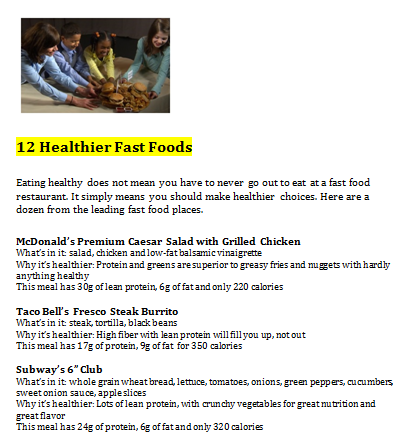 12 Healthier Fast Foods
Eating healthy does not mean you have to never go out to eat at a fast food
restaurant. It simply means you should make healthier choices. Here are a
dozen from the leading fast food places.
McDonald's Premium Caesar Salad with Grilled Chicken
What's in it: salad, chicken and low-fat balsamic vinaigrette
Why it's healthier: Protein and greens are superior to greasy fries and nuggets with hardly
anything healthy
This meal has 30g of lean protein, 6g of fat and only 220 calories
Taco Bell's Fresco Steak Burrito
What's in it: steak, tortilla, black beans
Why it's healthier: High fiber with lean protein will fill you up, not out
This meal has 17g of protein, 9g of fat for 350 calories
Subway's 6" Club
What's in it: whole grain wheat bread, lettuce, tomatoes, onions, green peppers, cucumbers,
sweet onion sauce, apple slices
Why it's healthier: Lots of lean protein, with crunchy vegetables for great nutrition and
great flavor
This meal has 24g of protein, 6g of fat and only 320 calories